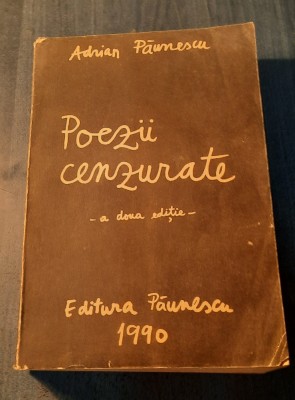 Adrian Păunescu
Poezii
cenzurate
- a doua ediție -
Editura Păunescu
1990